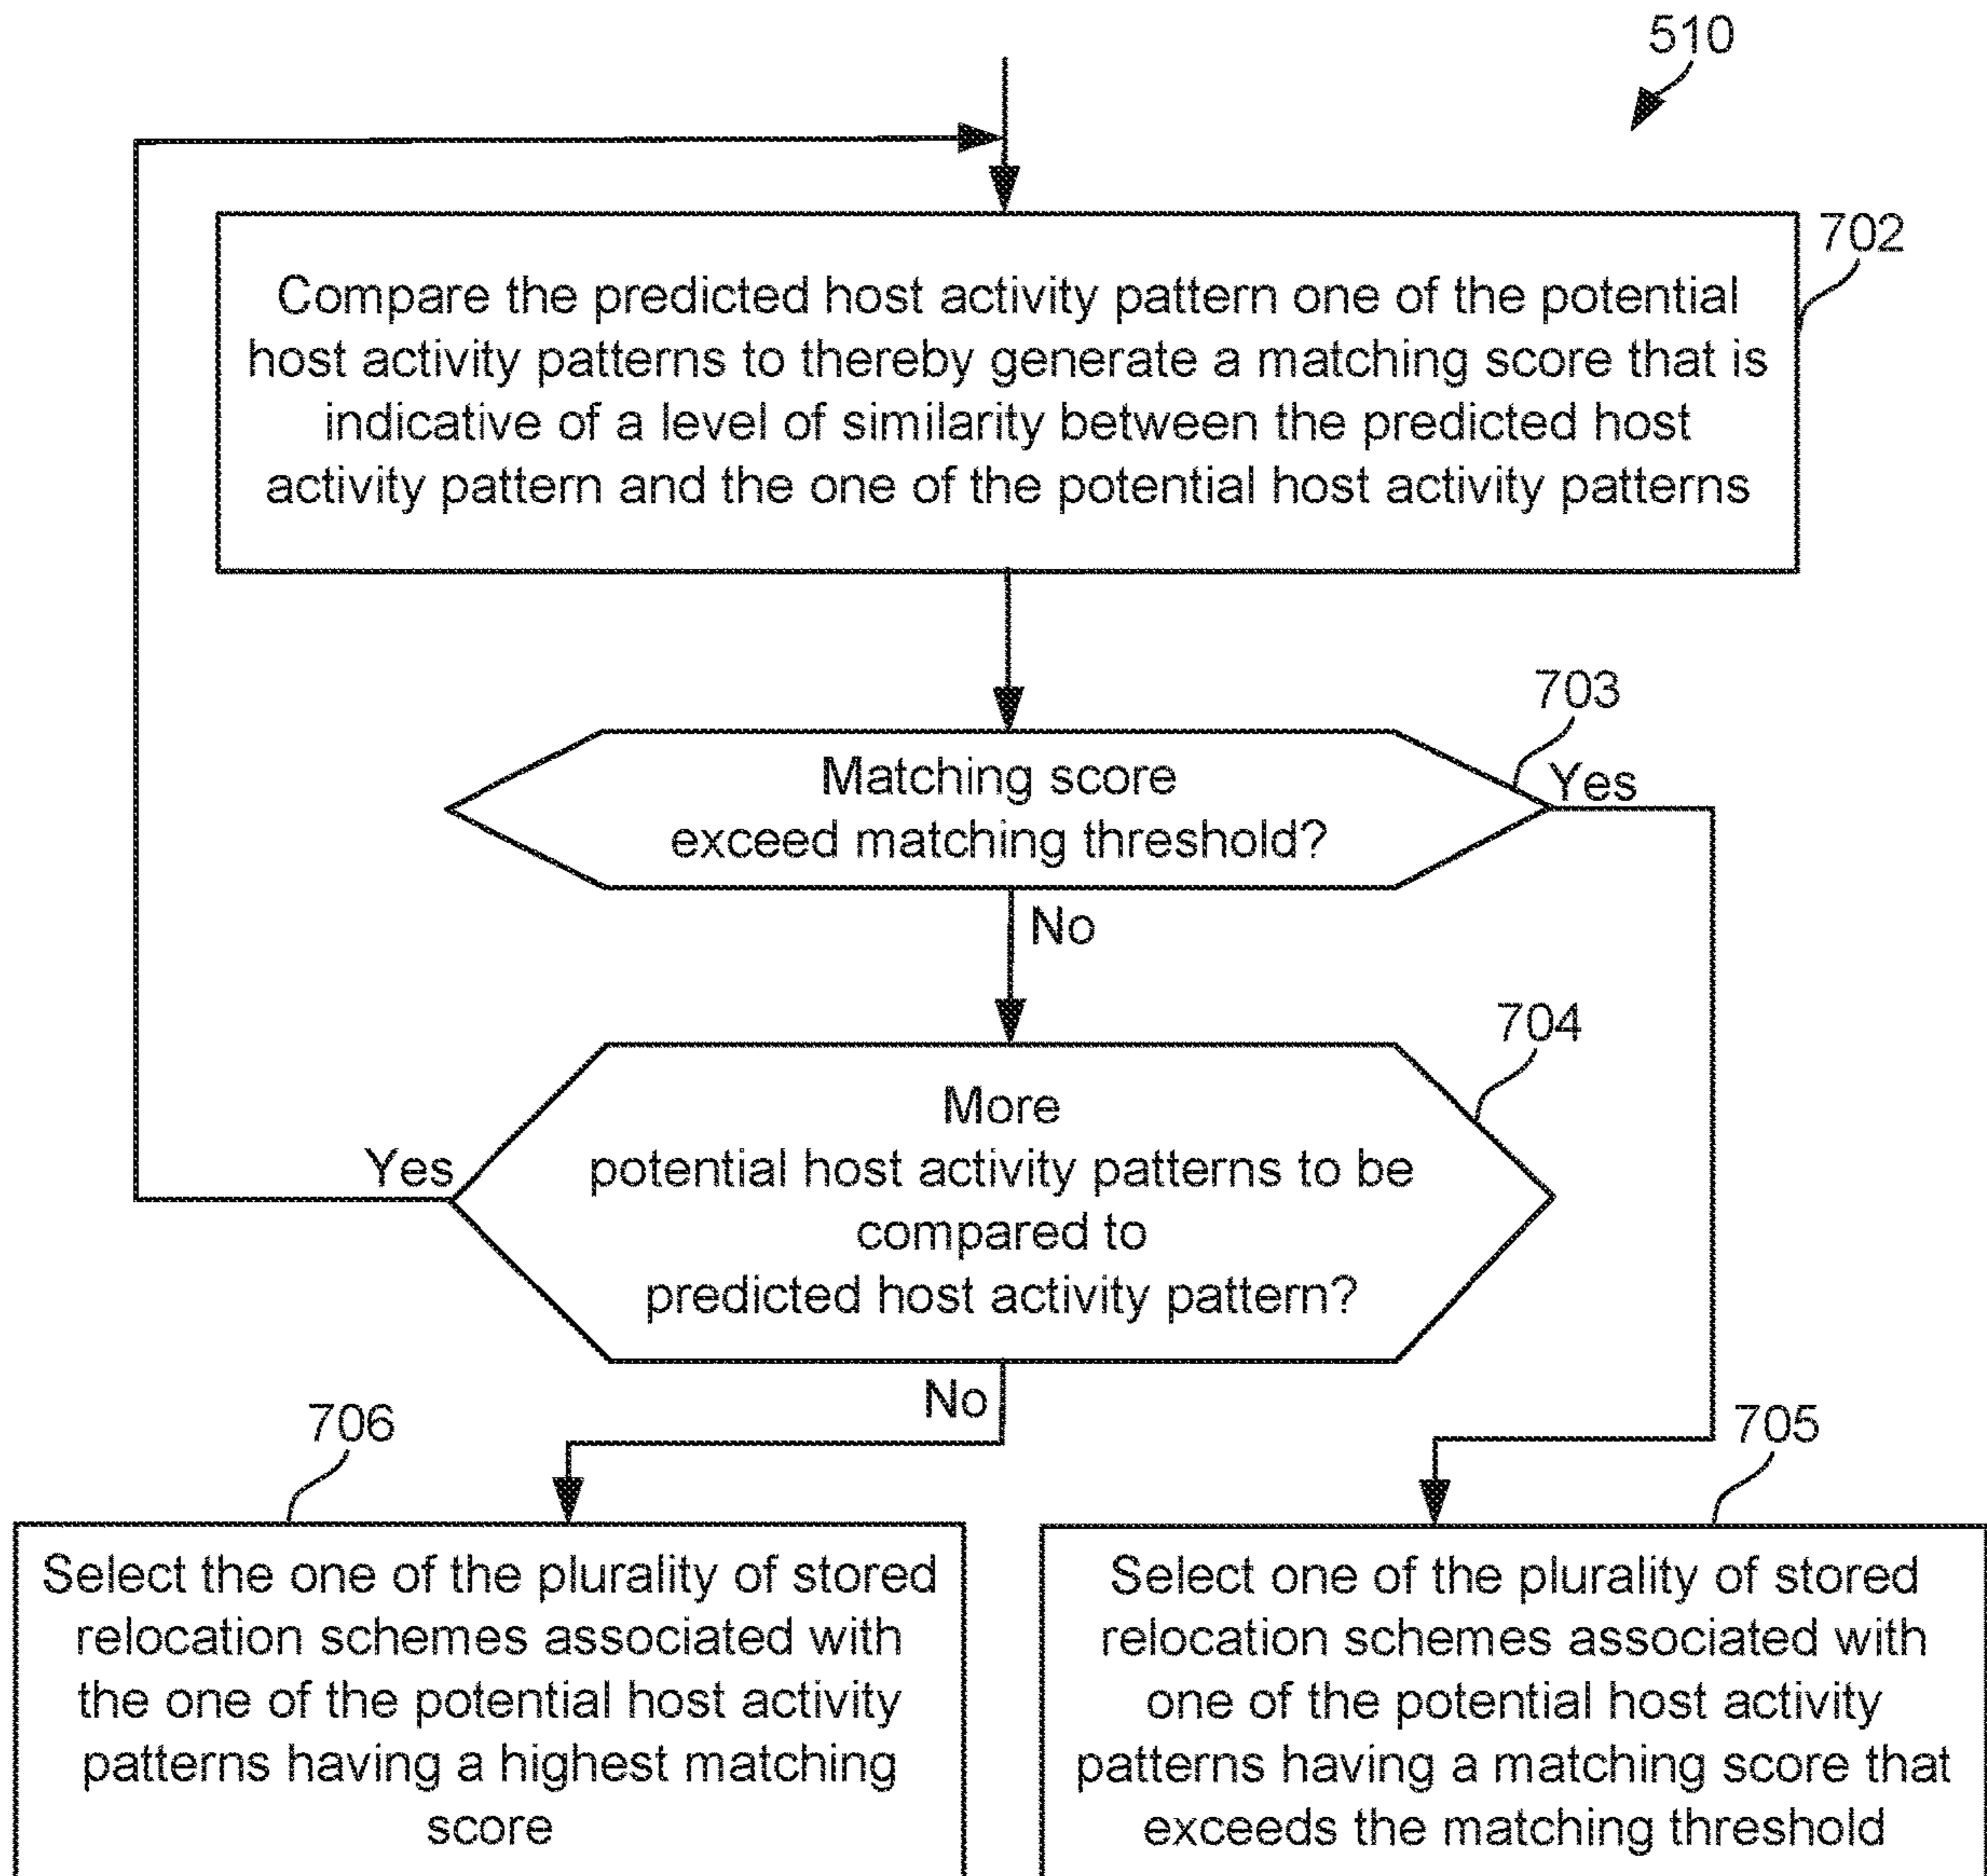 510
702
Compare the predicted host activity pattern one of the potential
host activity patterns to thereby generate a matching score that is
indicative of a level of similarity between the predicted host
activity pattern and the one of the potential host activity patterns
703
Matching score
exceed matching threshold?
Yes
No
704
More
potential host activity patterns to be
compared to
predicted host activity pattern?
Yes
No
706
Select the one of the plurality of stored
relocation schemes associated with
the one of the potential host activity
patterns having a highest matching
score
705
Select one of the plurality of stored
relocation schemes associated with
one of the potential host activity
patterns having a matching score that
exceeds the matching threshold